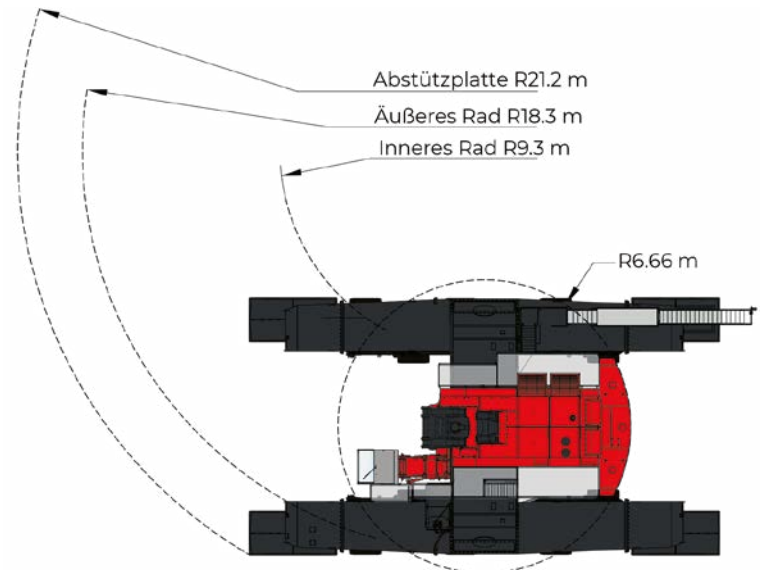 Abstützplatte R21.2 m
Äußeres Rad R18.3 m
Inneres Rad R9.3 m
R6.66 m